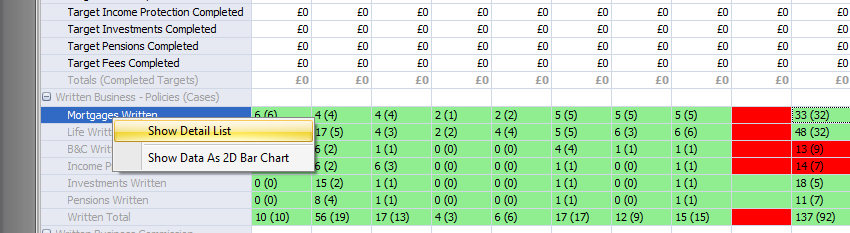 Target Income Protection Completed £0 £0 £0 £0 £0 £0 £0 £0 £0 £0
Target Investments Completed £0 £0 £0 £0 £0 £0 £0 £0 £0 £0
Target Pensions Completed £0 £0 £0 £0 £0 £0 £0 £0 £0 £0
Target Fees Completed £0 £0 £0 £0 £0 £0 £0 £0 £0 £0
Totals (Completed Targets) £0 £0 £0 £0 £0 £0 £0 £0 £0 £0
Written Business - Policies (Cases)
Mortgages Written 6 (6) 4 (4) 4 (4) 2 (1) 2 (2) 5 (5) 5 (5) 5 (5) 33 (32)
Life 17 (5) 4 (3) 2 (2) 4 (4) 5 (5) 6 (3) 6 (6) 48 (32)
Show Detail List
B&C 6 (2) 1 (1) 0 (0) 0 (0) 4 (4) 1 (1) 1 (1) 13 (9)
Show Data As 2D Bar Chart
Income 6 (2) 6 (3) 0 (0) 0 (0) 1 (1) 0 (0) 1 (1) 14 (7)
Investments Written 0 (0) 15 (2) 1 (1) 0 (0) 0 (0) 1 (1) 0 (0) 1 (1) 18 (5)
Pensions Written 0 (0) 8 (4) 1 (1) 0 (0) 0 (0) 1 (1) 0 (0) 1 (1) 11 (7)
Written Total 10 (10) 56 (19) 17 (13) 4 (3) 6 (6) 17 (17) 12 (9) 15 (15) 137 (92)
Written Business Commission